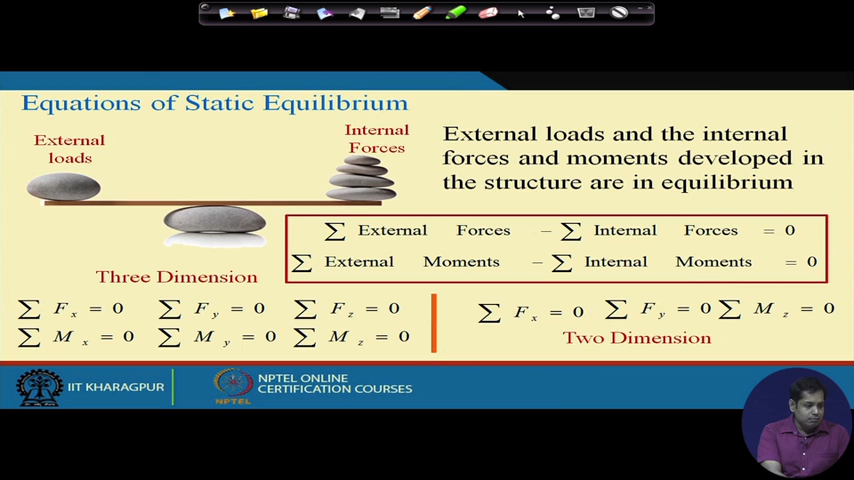 Equations of Static Equilibrium
External
loads
Internal
Forces
External loads and the internal
forces and moments developed in
the structure are in equilibrium
∑ External Forces − ∑ Internal Forces = 0
∑ External Moments − ∑ Internal Moments = 0
Three Dimension
∑ F x = 0 ∑ F y = 0 ∑ F z = 0
∑ M x = 0 ∑ M y = 0 ∑ M z = 0
∑ F x = 0 ∑ F y = 0 ∑ M z = 0
Two Dimension
IIT KHARAGPUR
NPTEL
NPTEL ONLINE
CERTIFICATION COURSES